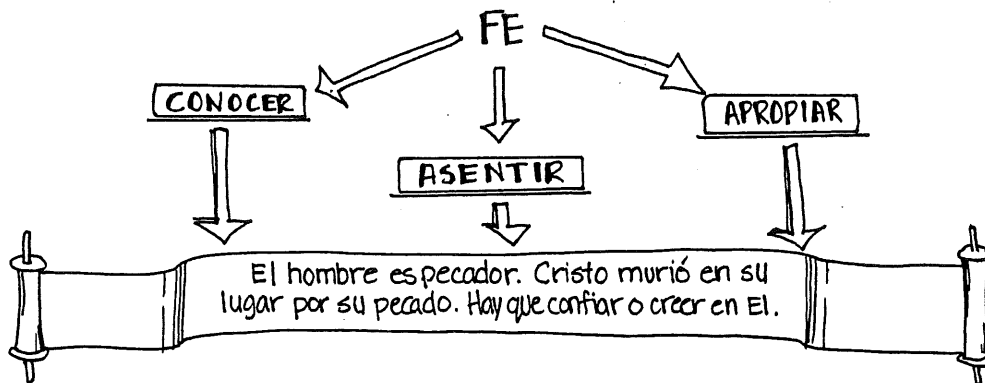 FE
CONOCER
APROPIAR
ASENTIR
El hombre es pecador. Cristo murió en su
lugar por su pecado. Hay que confiar o creer en El.